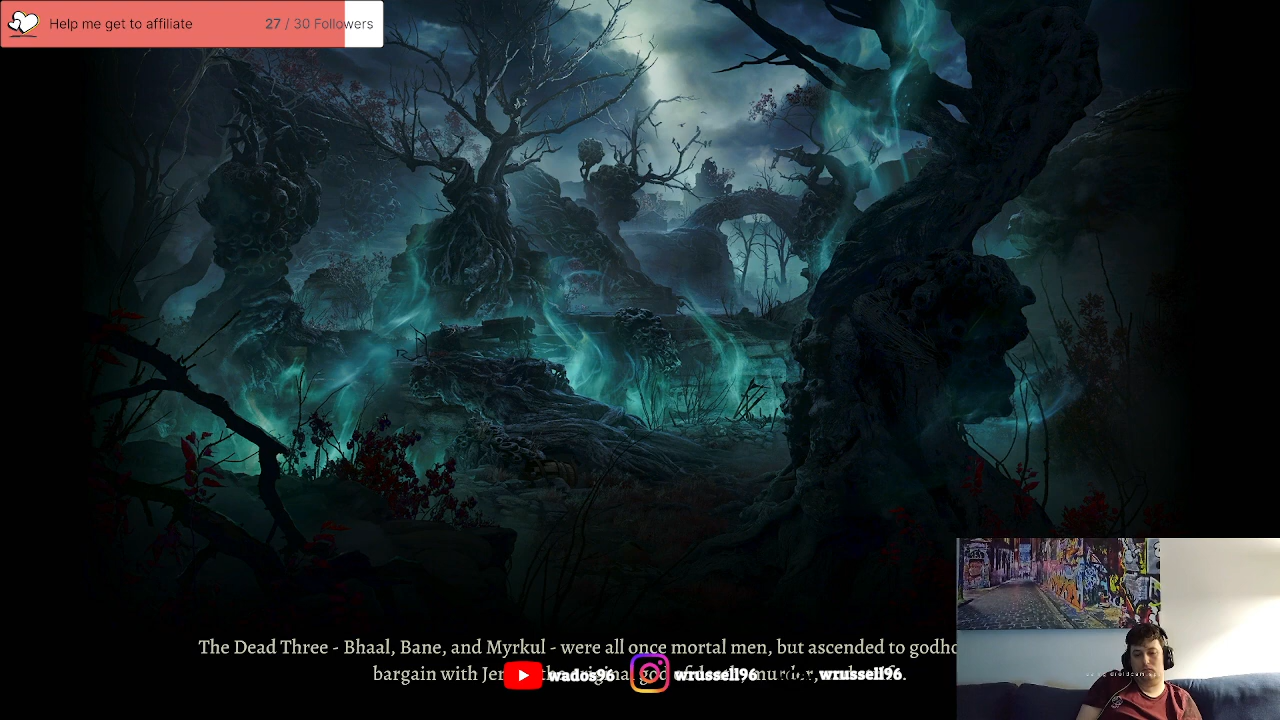 Help me get to affiliate 27 / 30 Followers
The Dead Three - Bhaal, Bane, and Myrkul - were all once mortal men, but ascended to godho
bargain with Jer
wados96 wrussell96 wrussell96.